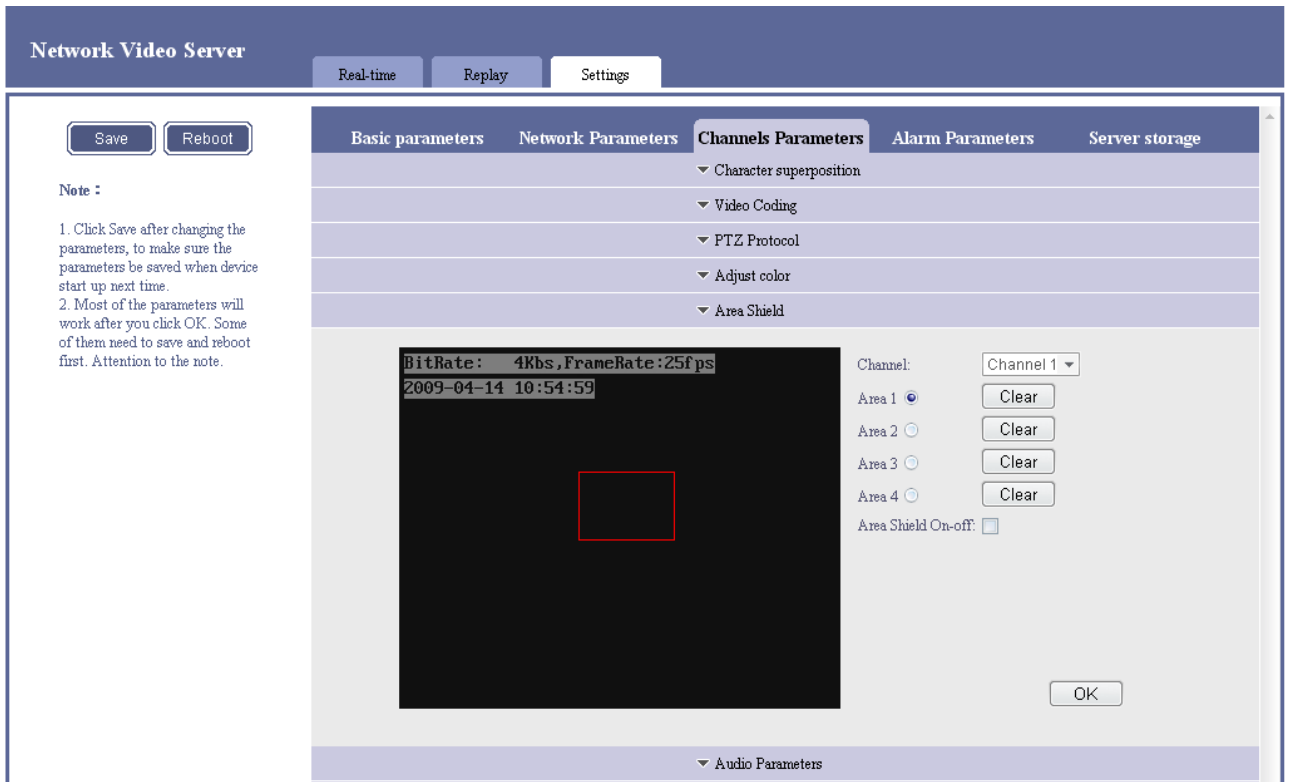 Network Video Server
Real-time
Replay
Settings
Save
Reboot
Note：
1. Click Save after changing the
parameters, to make sure the
parameters be saved when device
start up next time.
2. Most of the parameters will
work after you click OK. Some
of them need to save and reboot
first. Attention to the note.
Basic parameters
Network Parameters
Channels Parameters
Alarm Parameters
Server storage
Character superposition
Video Coding
PTZ Protocol
Adjust color
Area Shield
BitRate: 4Kbs,FrameRate:25fps
2009-04-14 10:54:59
Channel: Channel 1
Area 1 Clear
Area 2 Clear
Area 3 Clear
Area 4 Clear
Area Shield On-off:
OK
Audio Parameters